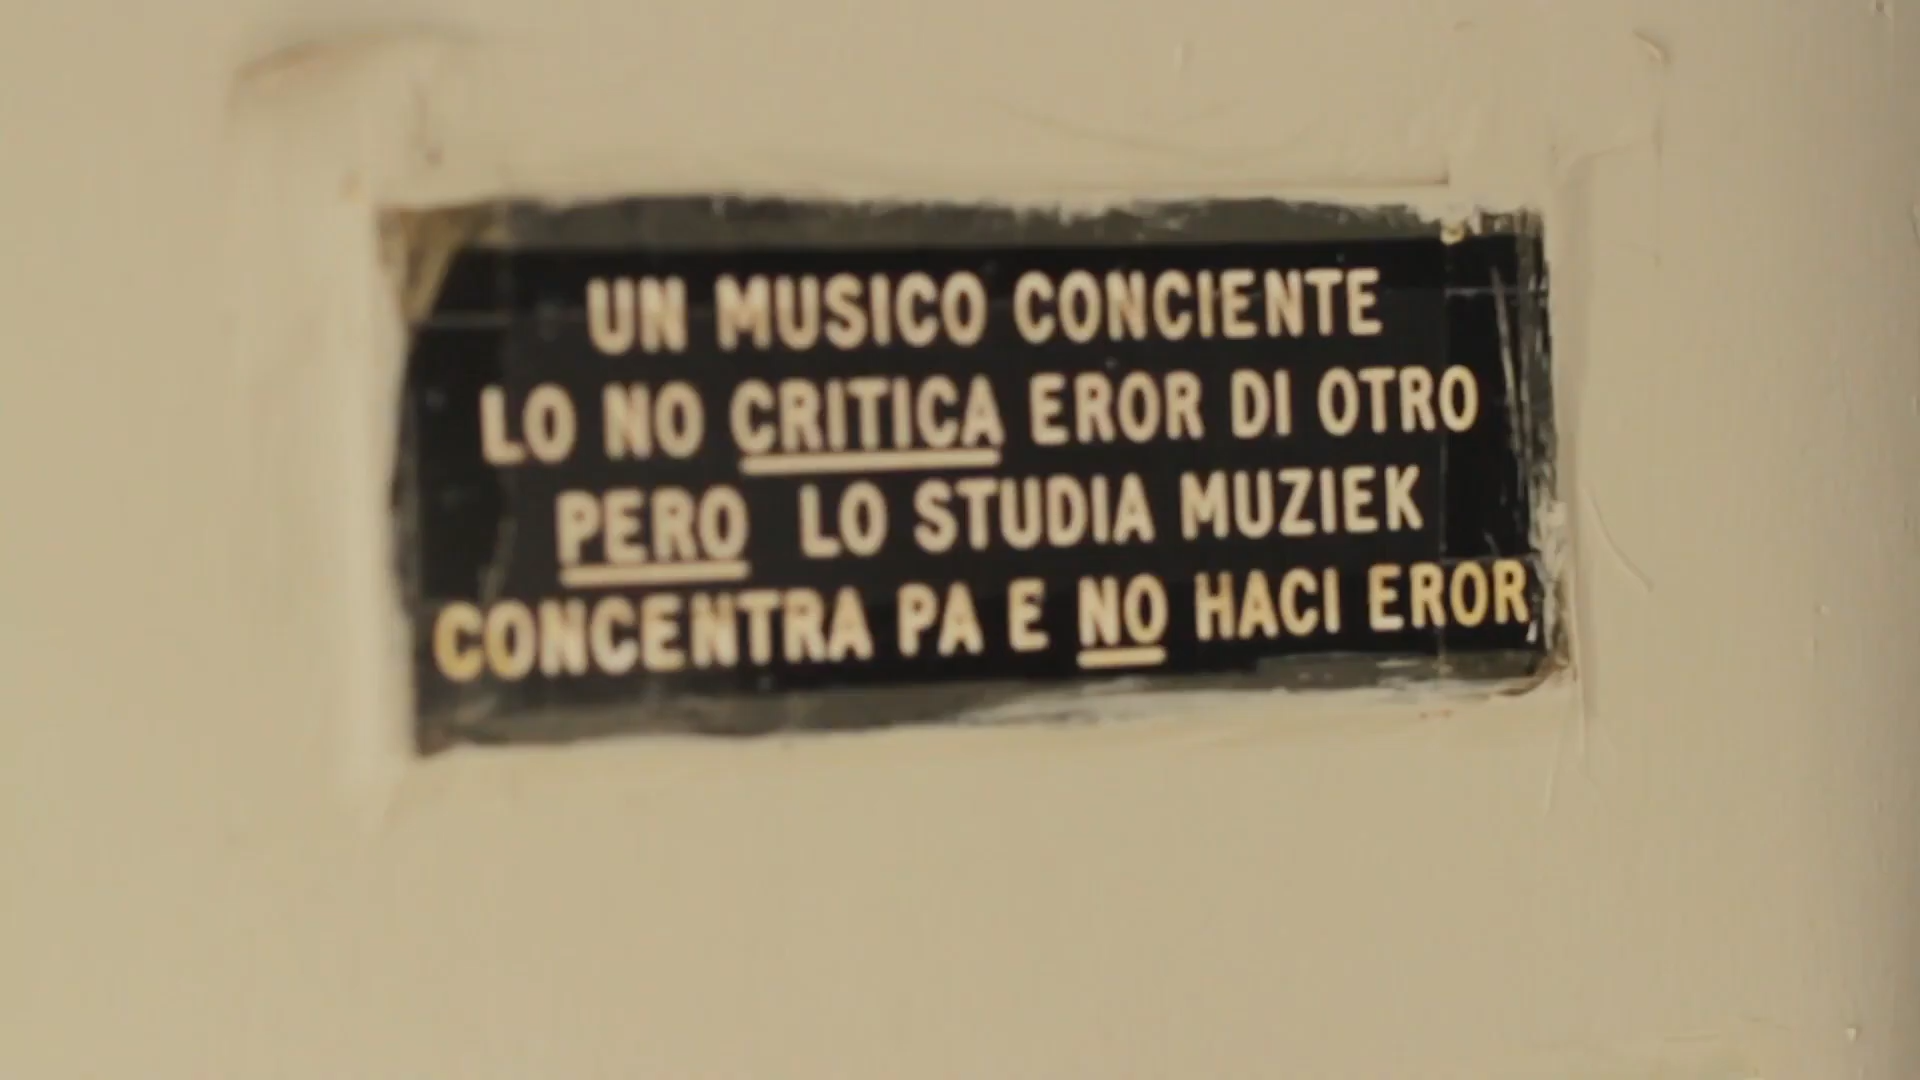 UN MUSICO CONCIENTE
LO NO CRITICA EROR DI OTRO
PERO LO STUDIA MUZIEK
CONCENTRA PA E NO HACI EROR